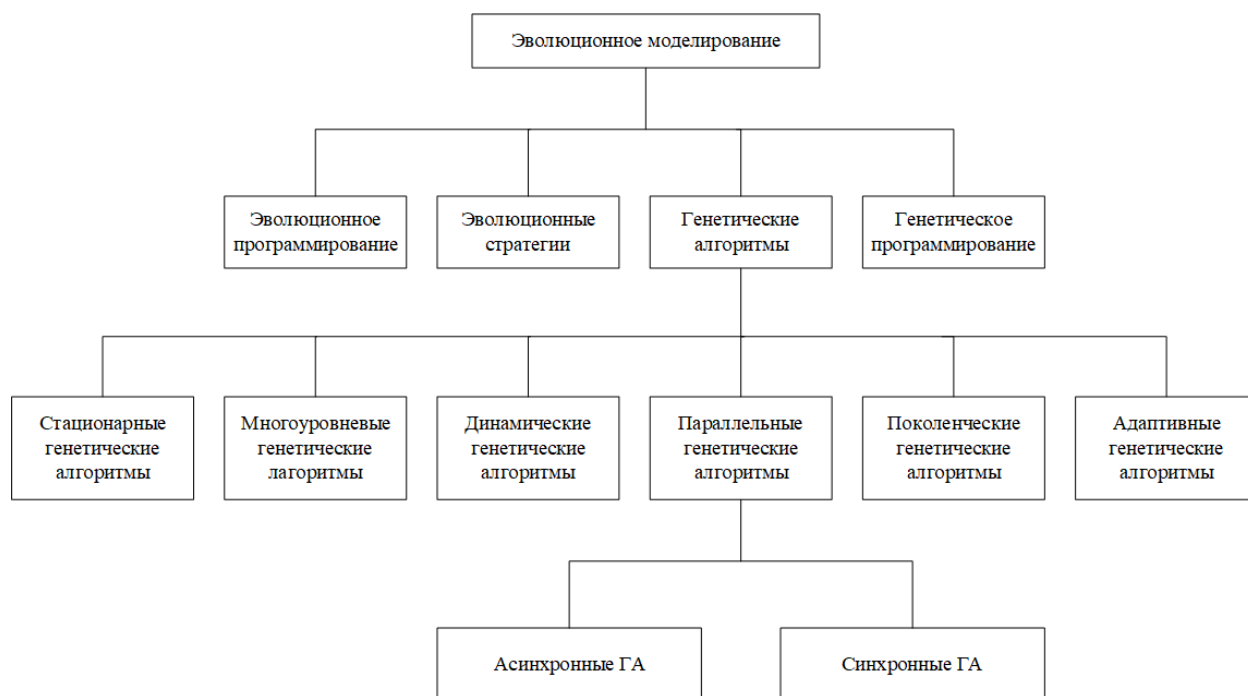 Эволюционное моделирование
Эволюционное
программирование
Эволюционные
стратегии
Генетические
алгоритмы
Генетическое
программирование
Стационарные
генетические
алгоритмы
Многоуровневые
генетические
лагоритмы
Динамические
генетические
алгоритмы
Параллельные
генетические
алгоритмы
Поколенческие
генетические
алгоритмы
Адаптивные
генетические
алгоритмы
Асинхронные ГА
Синхронные ГА